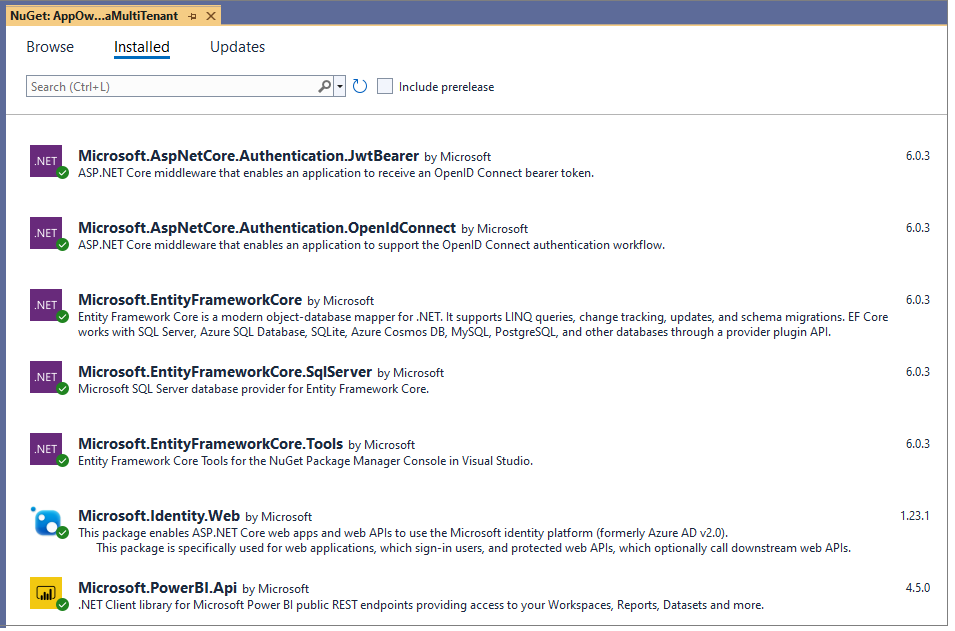 NuGet: AppOw...aMultiTenant
Browse Installed Updates
Search (Ctrl+L) Include prerelease
.NET Microsoft.AspNetCore.Authentication.JwtBearer by Microsoft 6.0.3
ASP.NET Core middleware that enables an application to receive an OpenID Connect bearer token.
.NET Microsoft.AspNetCore.Authentication.OpenIdConnect by Microsoft 6.0.3
ASP.NET Core middleware that enables an application to support the OpenID Connect authentication workflow.
.NET Microsoft.EntityFrameworkCore by Microsoft 6.0.3
Entity Framework Core is a modern object-database mapper for .NET. It supports LINQ queries, change tracking, updates, and schema migrations. EF Core
works with SQL Server, Azure SQL Database, SQLite, Azure Cosmos DB, MySQL, PostgreSQL, and other databases through a provider plugin API.
.NET Microsoft.EntityFrameworkCore.SqlServer by Microsoft 6.0.3
Microsoft SQL Server database provider for Entity Framework Core.
.NET Microsoft.EntityFrameworkCore.Tools by Microsoft 6.0.3
Entity Framework Core Tools for the NuGet Package Manager Console in Visual Studio.
Microsoft.Identity.Web by Microsoft 1.23.1
This package enables ASP.NET Core web apps and web APIs to use the Microsoft identity platform (formerly Azure AD v2.0).
This package is specifically used for web applications, which sign-in users, and protected web APIs, which optionally call downstream web APIs.
Microsoft.PowerBI.Api by Microsoft 4.5.0
.NET Client library for Microsoft Power BI public REST endpoints providing access to your Workspaces, Reports, Datasets and more.